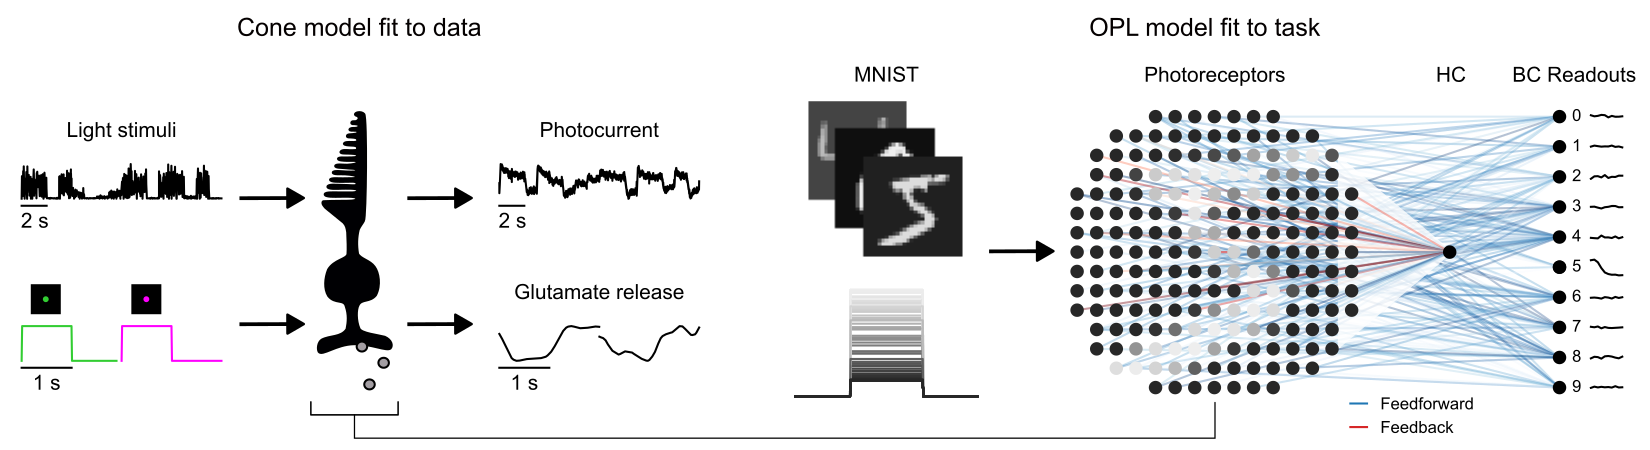 Cone model fit to data
OPL model fit to task
MNIST
Photoreceptors
HC
BC Readouts
Light stimuli
Photocurrent
2 s
2 s
Glutamate release
1 s
1 s
0
1
2
3
4
5
6
7
8
9
Feedforward
Feedback